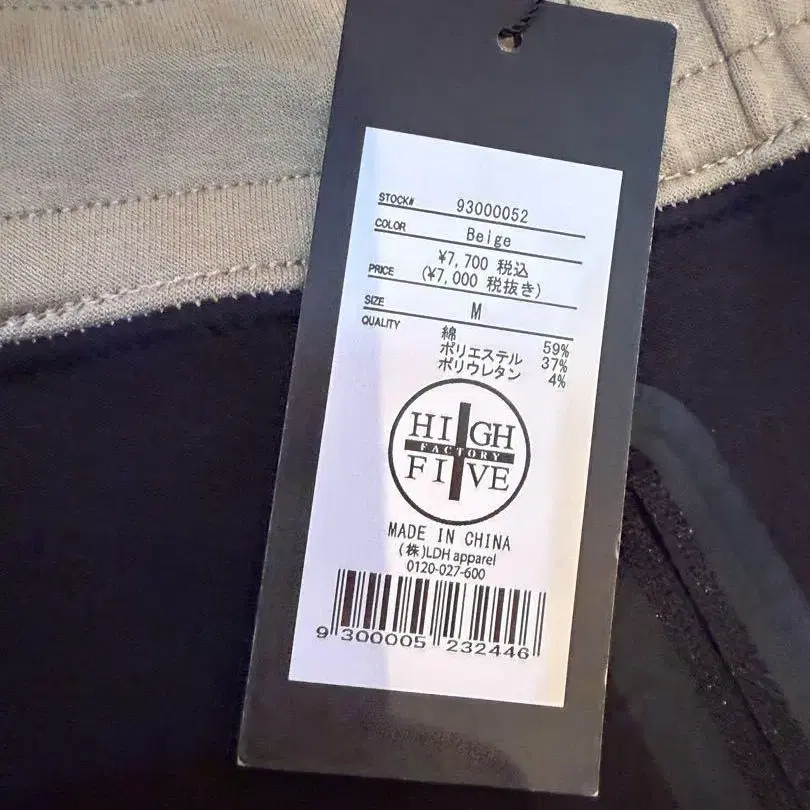 STOCK# 93000052
COLOR Beige
¥7,700 税込
PRICE (¥7,000 税抜き)
SIZE M
QUALITY 綿 59%
ポリエステル 37%
ポリウレタン 4%
HIGH
FACTORY
FIVE
MADE IN CHINA
(株)LDH apparel
0120-027-600
9 300005 232446